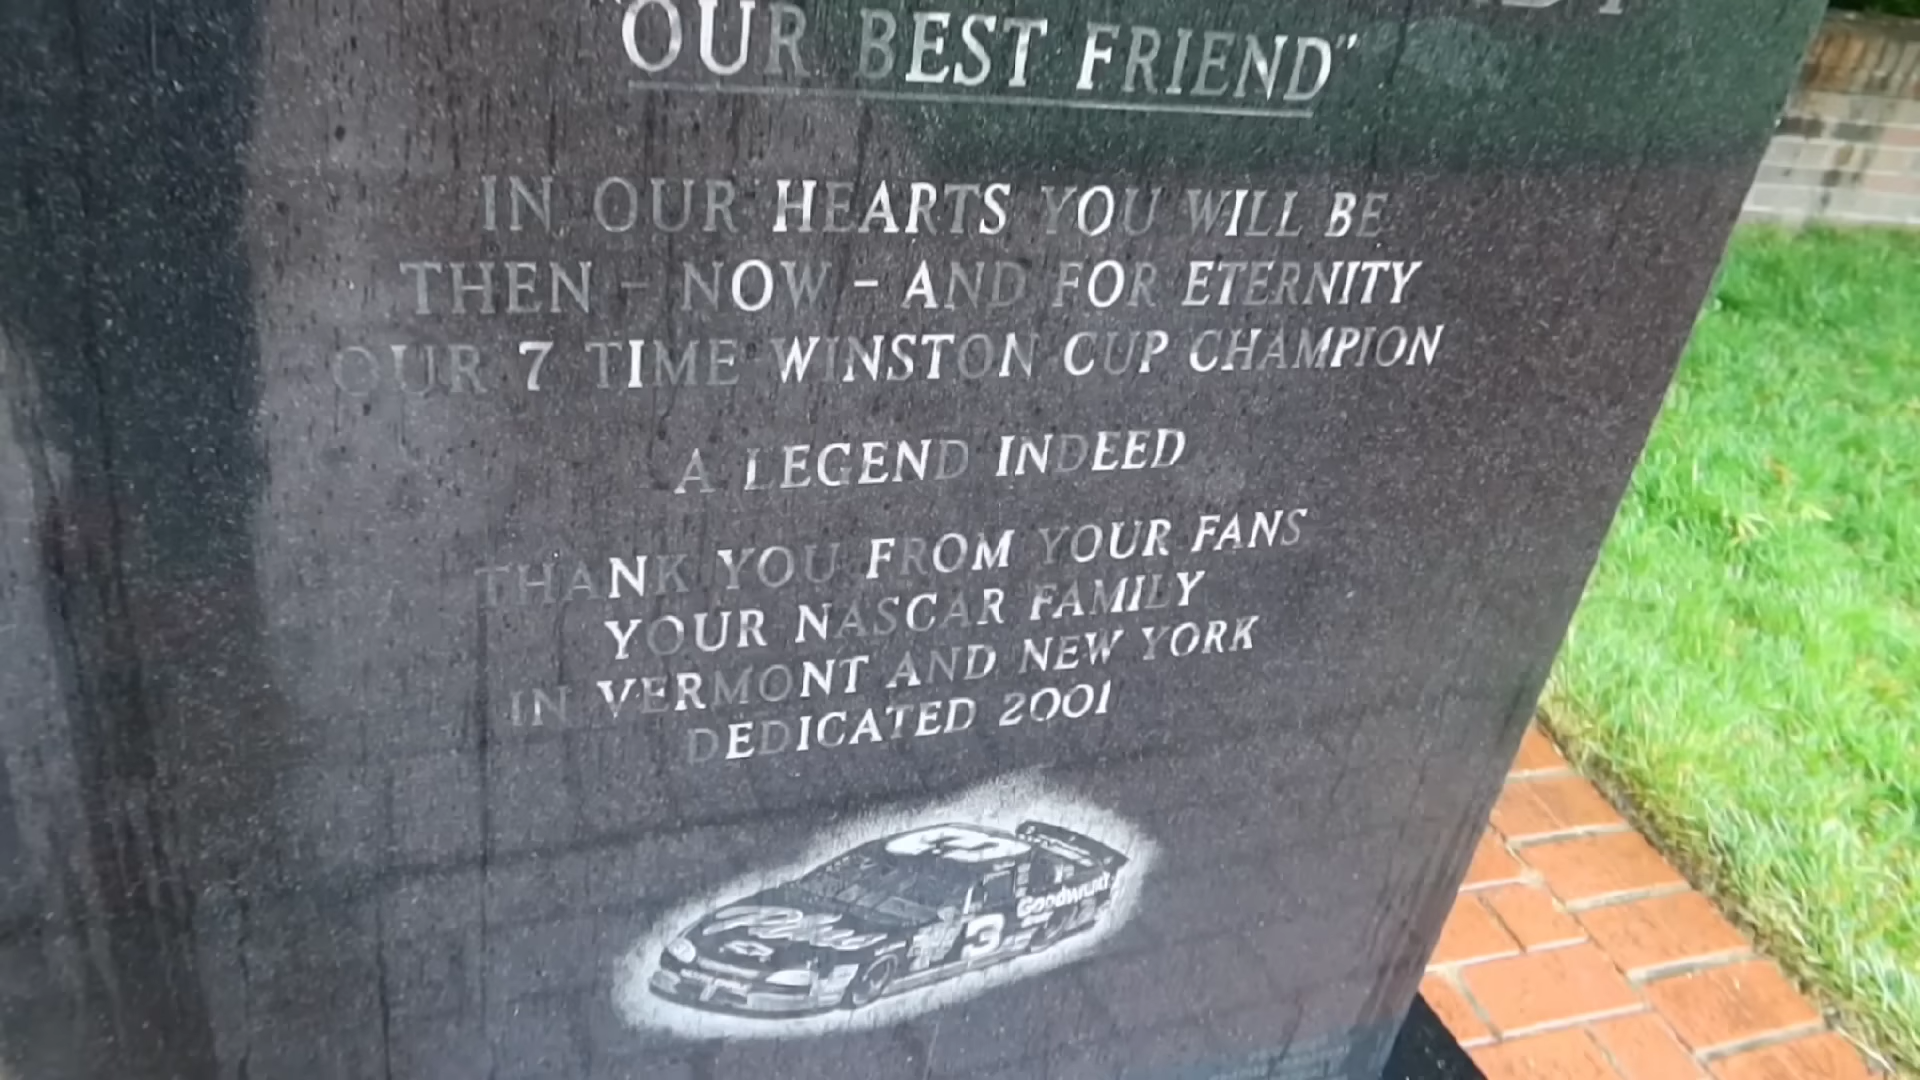 "OUR BEST FRIEND"
IN OUR HEARTS YOU WILL BE
THEN - NOW - AND FOR ETERNITY
OUR 7 TIME WINSTON CUP CHAMPION
A LEGEND INDEED
THANK YOU FROM YOUR FANS
YOUR NASCAR FAMILY
IN VERMONT AND NEW YORK
DEDICATED 2001
3
Goodwrench
Plus
3